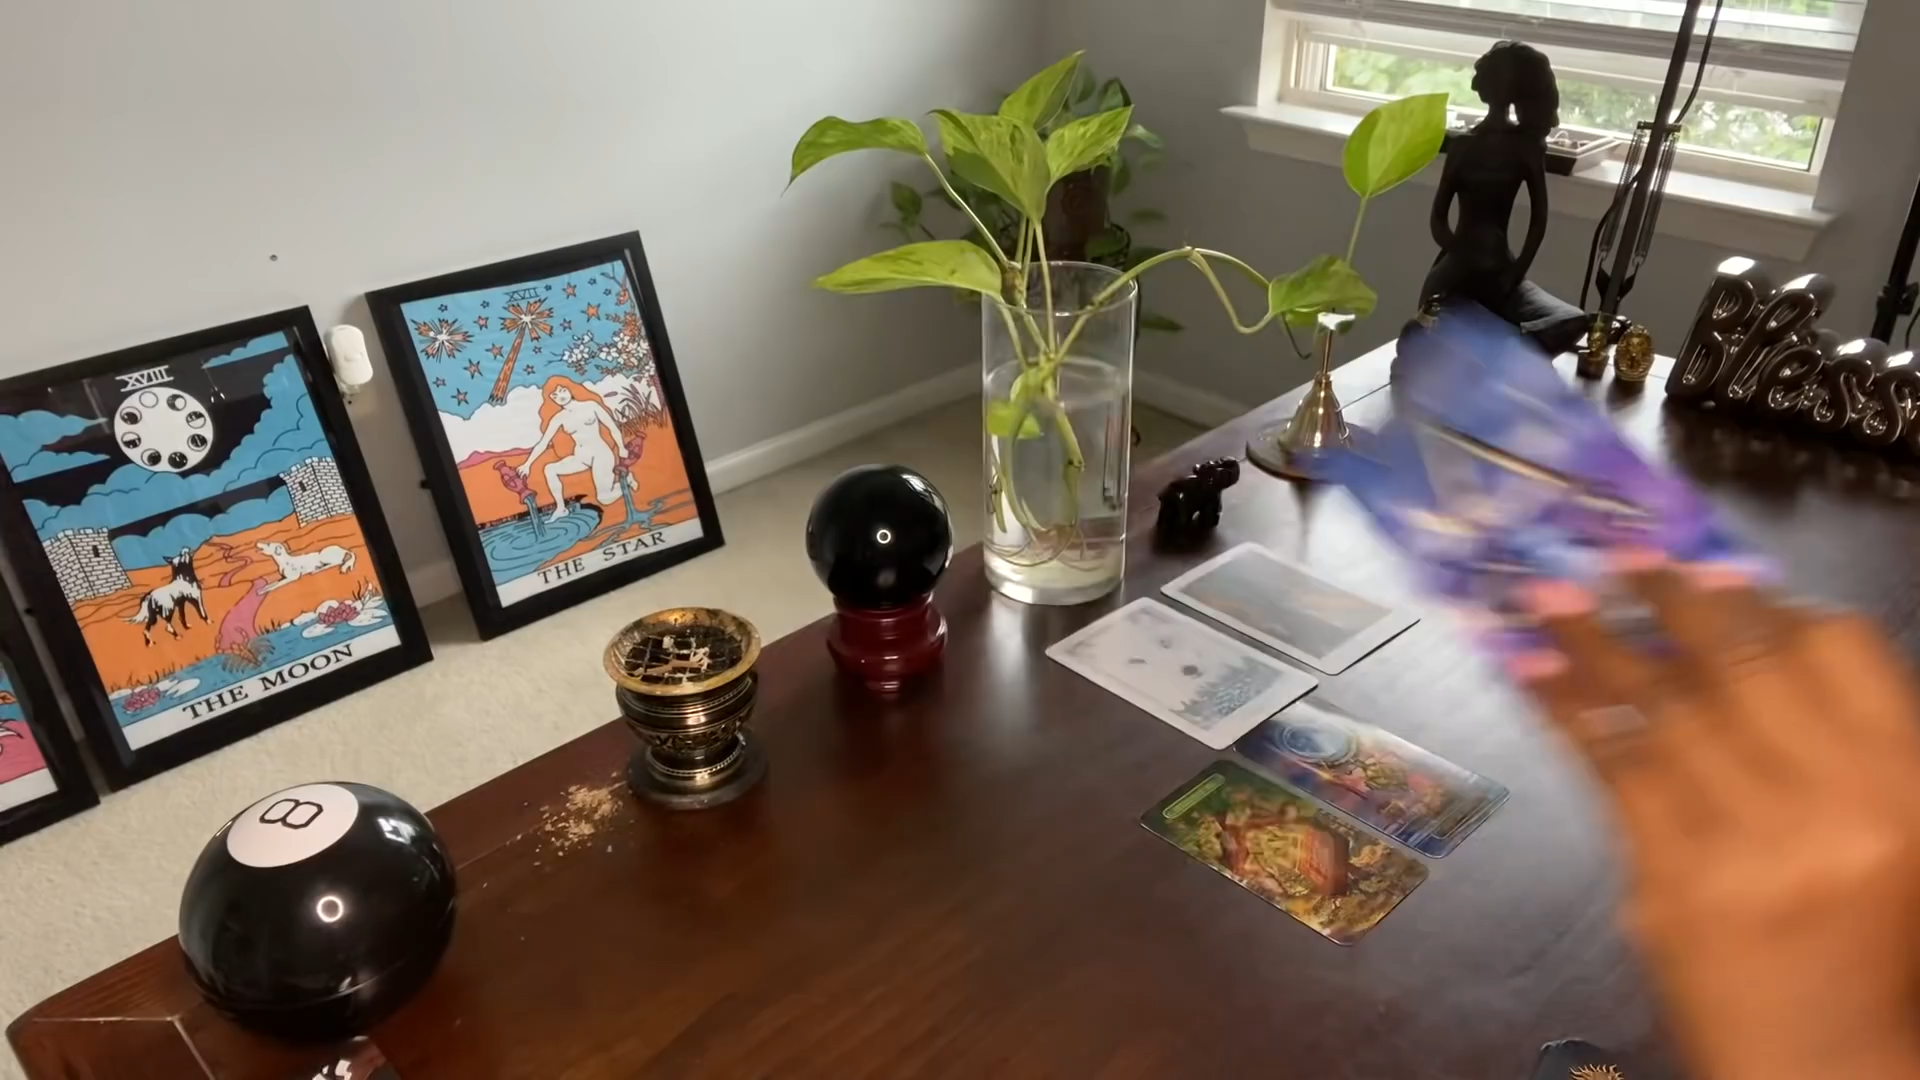 XVIII
THE MOON
XVII
THE STAR
8
Bless